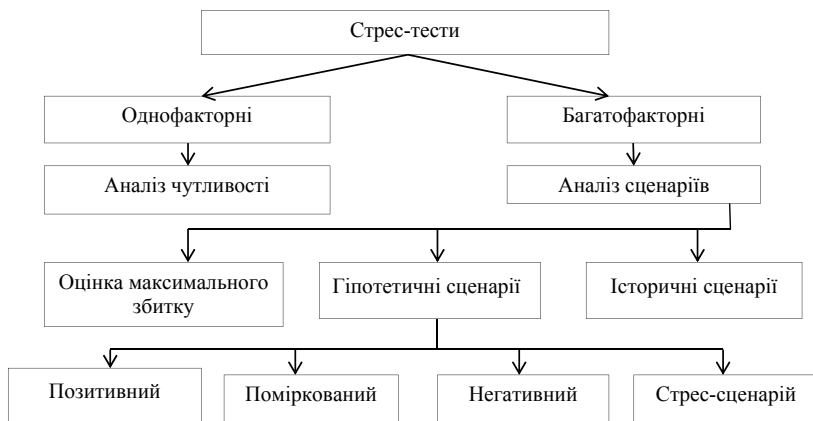 Стрес-тести
Однофакторні
Багатофакторні
Аналіз чутливості
Аналіз сценаріїв
Оцінка максимального
збитку
Гіпотетичні сценарії
Історичні сценарії
Позитивний
Поміркований
Негативний
Стрес-сценарій